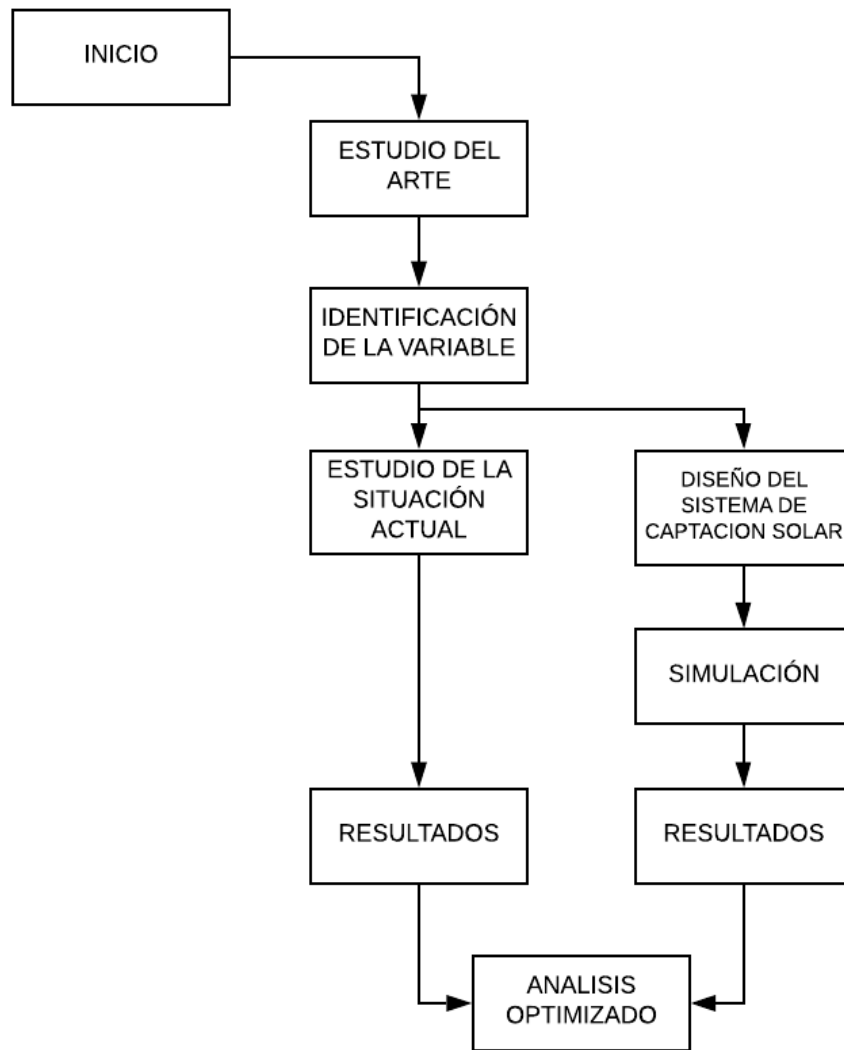 INICIO
ESTUDIO DEL
ARTE
IDENTIFICACIÓN
DE LA VARIABLE
ESTUDIO DE LA
SITUACIÓN
ACTUAL
DISEÑO DEL
SISTEMA DE
CAPTACION SOLAR
SIMULACIÓN
RESULTADOS
RESULTADOS
ANALISIS
OPTIMIZADO